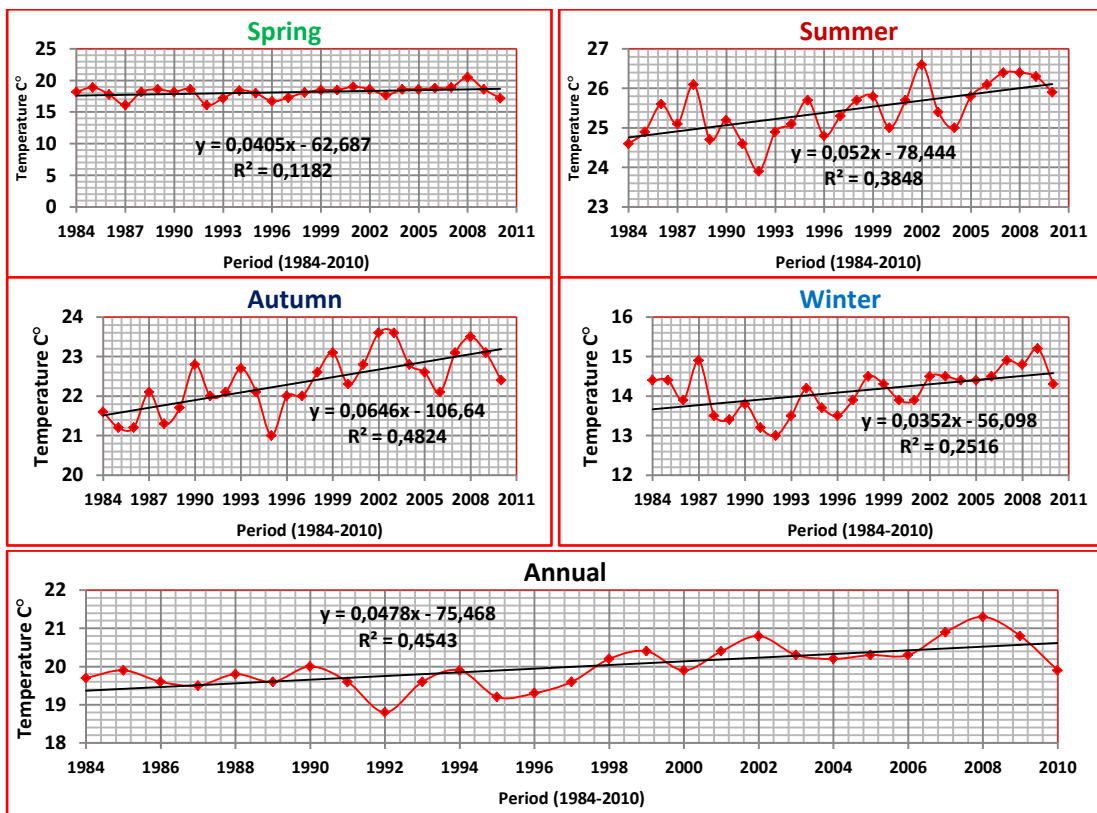 Spring
Temperature C°
25
20
15
10
5
0
y = 0,0405x - 62,687
R² = 0,1182
1984 1987 1990 1993 1996 1999 2002 2005 2008 2011
Period (1984-2010)
Summer
Temperature C°
27
26
25
24
23
y = 0,052x - 78,444
R² = 0,3848
1984 1987 1990 1993 1996 1999 2002 2005 2008 2011
Period (1984-2010)
Autumn
Temperature C°
24
23
22
21
20
y = 0,0646x - 106,64
R² = 0,4824
1984 1987 1990 1993 1996 1999 2002 2005 2008 2011
Period (1984-2010)
Winter
Temperature C°
16
15
14
13
12
y = 0,0352x - 56,098
R² = 0,2516
1984 1987 1990 1993 1996 1999 2002 2005 2008 2011
Period (1984-2010)
Annual
Temperature C°
22
21
20
19
18
y = 0,0478x - 75,468
R² = 0,4543
1984 1986 1988 1990 1992 1994 1996 1998 2000 2002 2004 2006 2008 2010
Period (1984-2010)